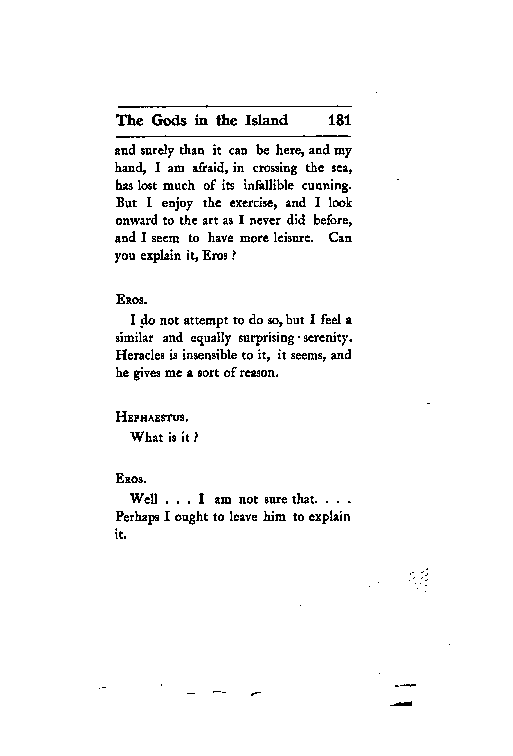 The Gods in the Island 181
and surely than it can be here, and my
hand, I am afraid, in crossing the sea,
has lost much of its infallible cunning.
But I enjoy the exercise, and I look
onward to the art as I never did before,
and I seem to have more leisure. Can
you explain it, Eros?
Eros.
I do not attempt to do so, but I feel a
similar and equally surprising serenity.
Heracles is insensible to it, it seems, and
he gives me a sort of reason.
Hephaestus.
What is it?
Eros.
Well . . . I am not sure that. . . .
Perhaps I ought to leave him to explain
it.